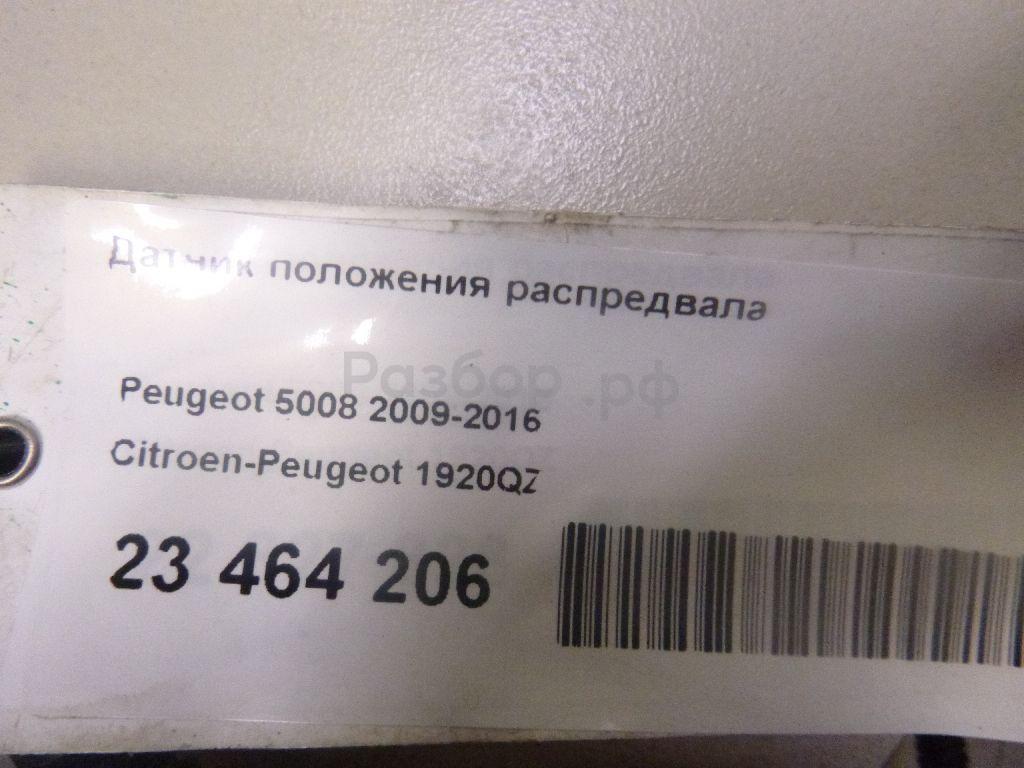 Датчик положения распредвала
Разбор.рф
Peugeot 5008 2009-2016
Citroen-Peugeot 1920QZ
23 464 206